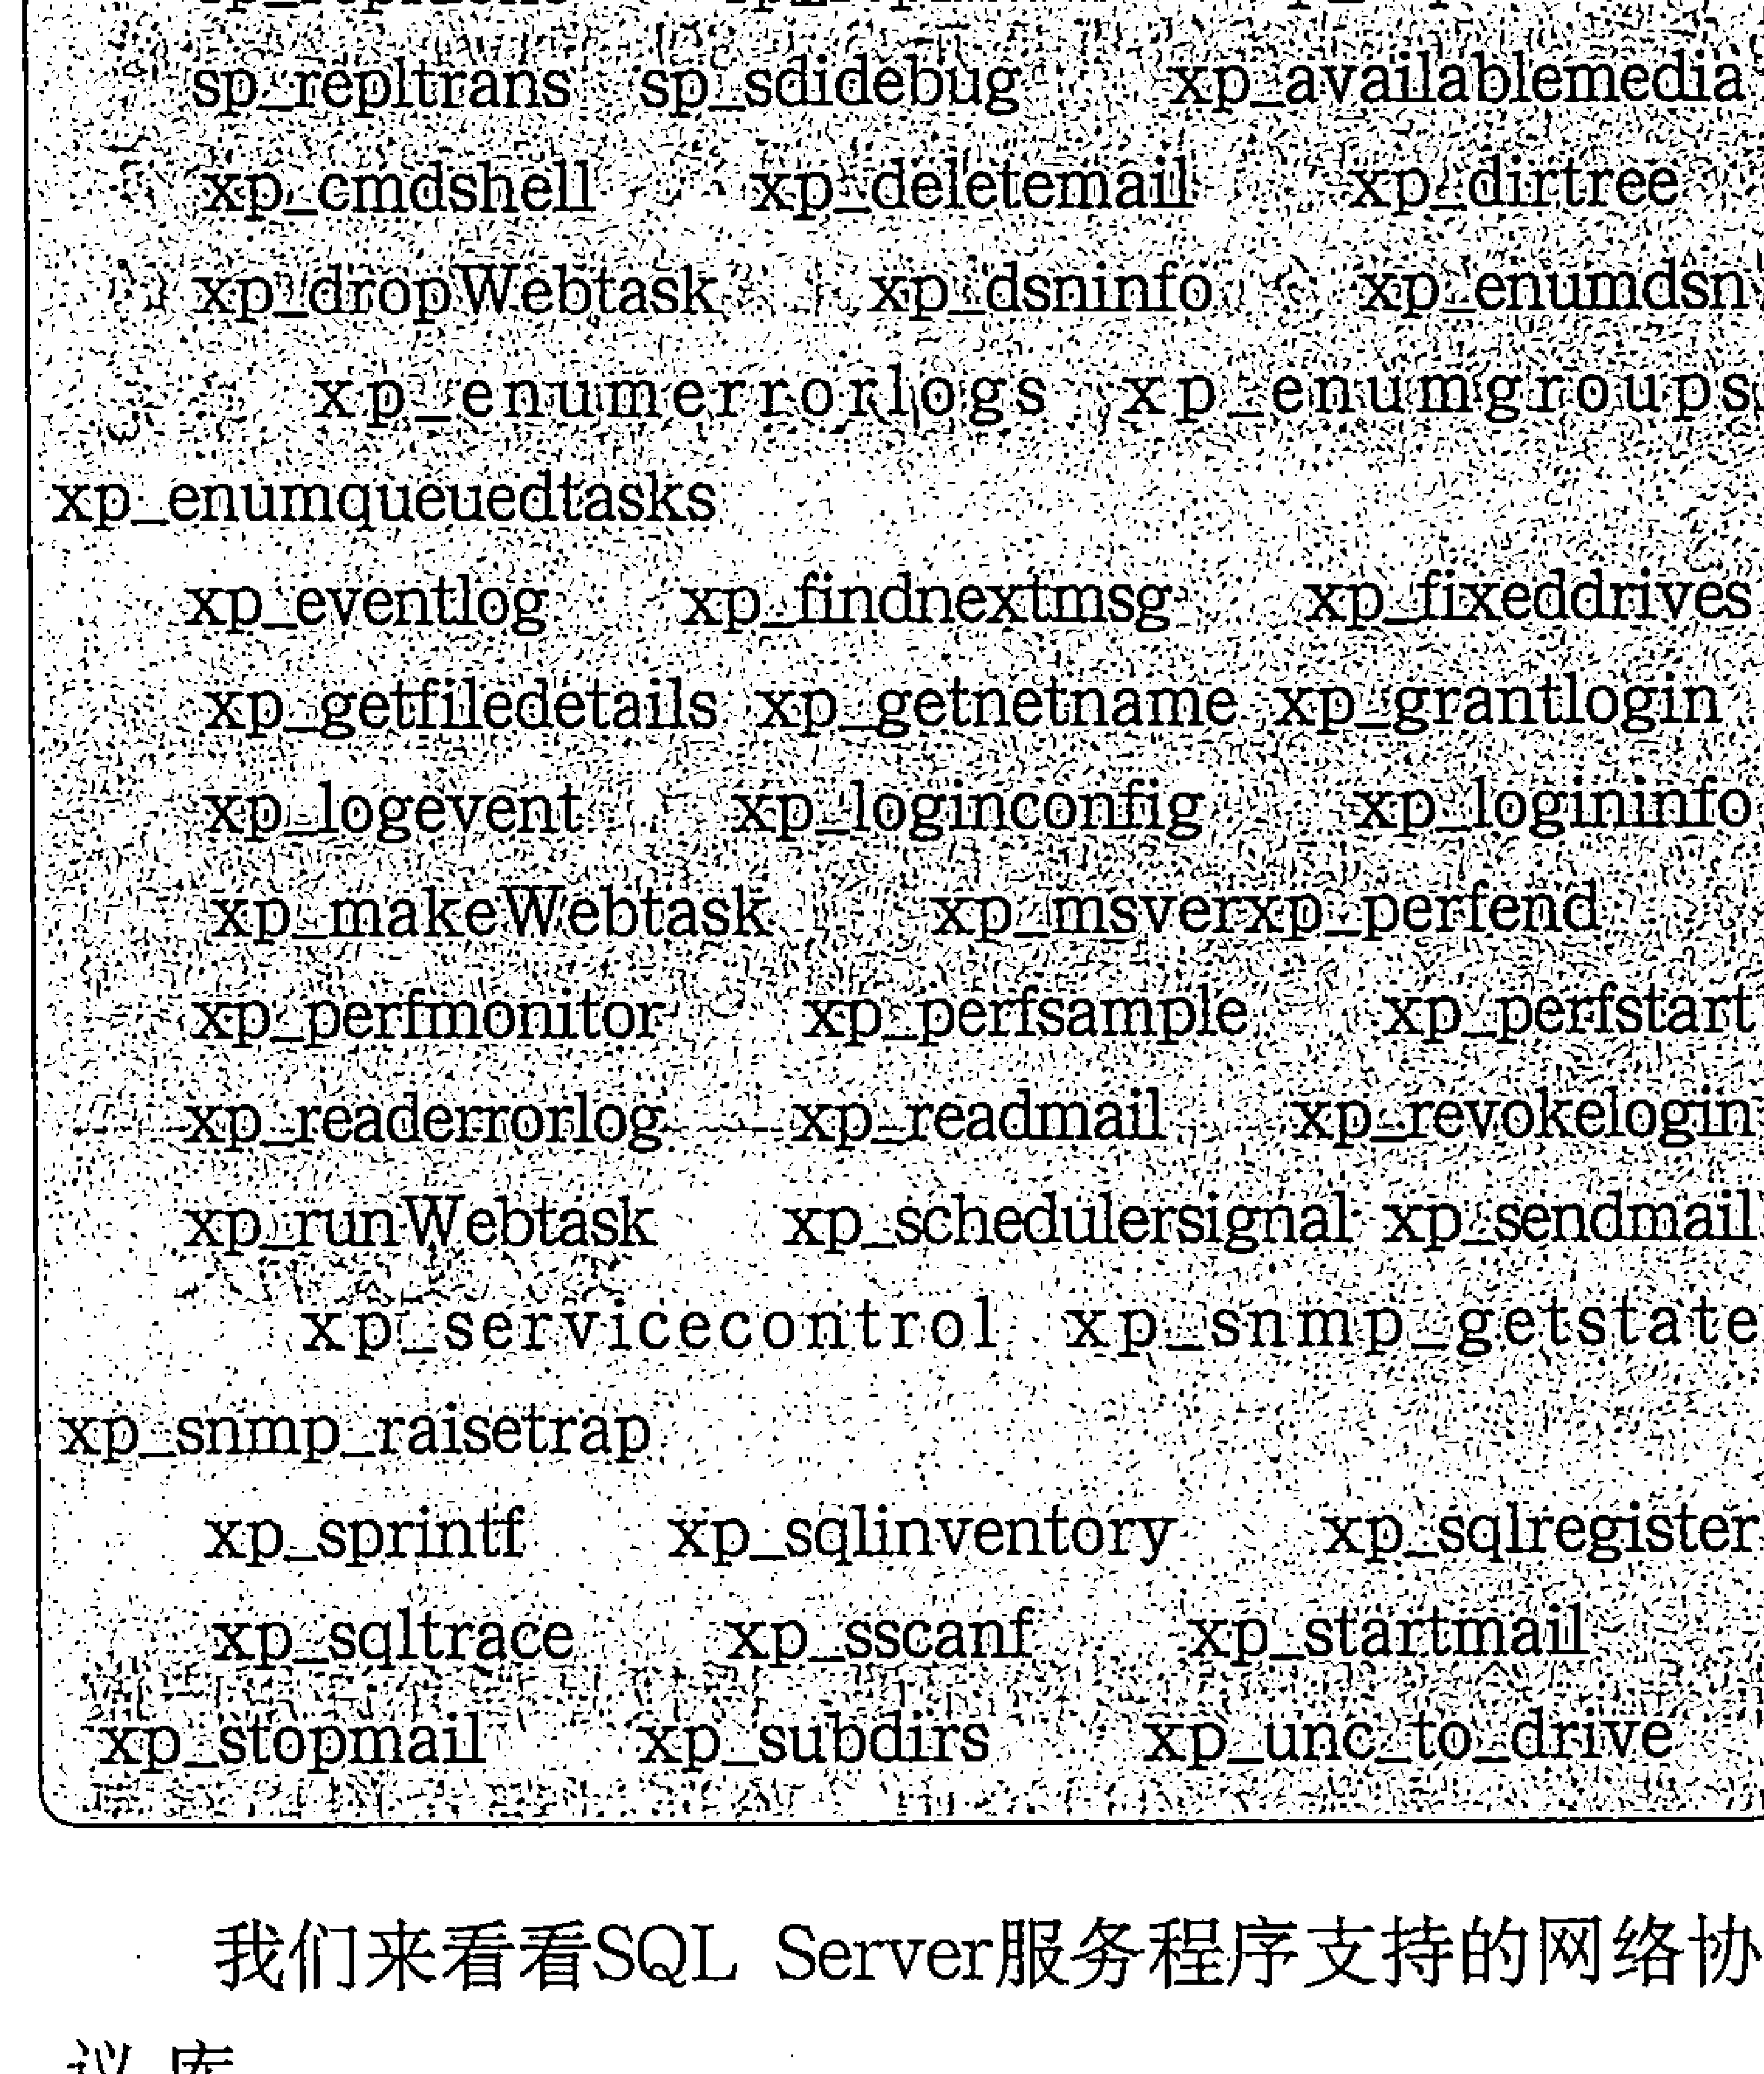 sp_repltrans sp_sdidebug xp_availablemedia
xp_cmdshell xp_deletemail xp_dirtree
xp_dropWebtask xp_dsninfo xp_enumdsn
xp_enumerrorlogs xp_enumgroups
xp_enumqueuedtasks
xp_eventlog xp_findnextmsg xp_fixeddrives
xp_getfiledetails xp_getnetname xp_grantlogin
xp_logevent xp_loginconfig xp_logininfo
xp_makeWebtask xp_msverxp_perfend
xp_perfmonitor xp_perfsample xp_perfstart
xp_readerrorlog xp_readmail xp_revokelogin
xp_runWebtask xp_schedulersignal xp_sendmail
xp_servicecontrol xp_snmp_getstate
xp_snmp_raisetrap
xp_sprintf xp_sqlinventory xp_sqlregister
xp_sqltrace xp_sscanf xp_startmail
xp_stopmail xp_subdirs xp_unc_to_drive
我们来看看SQL Server服务程序支持的网络协
议库